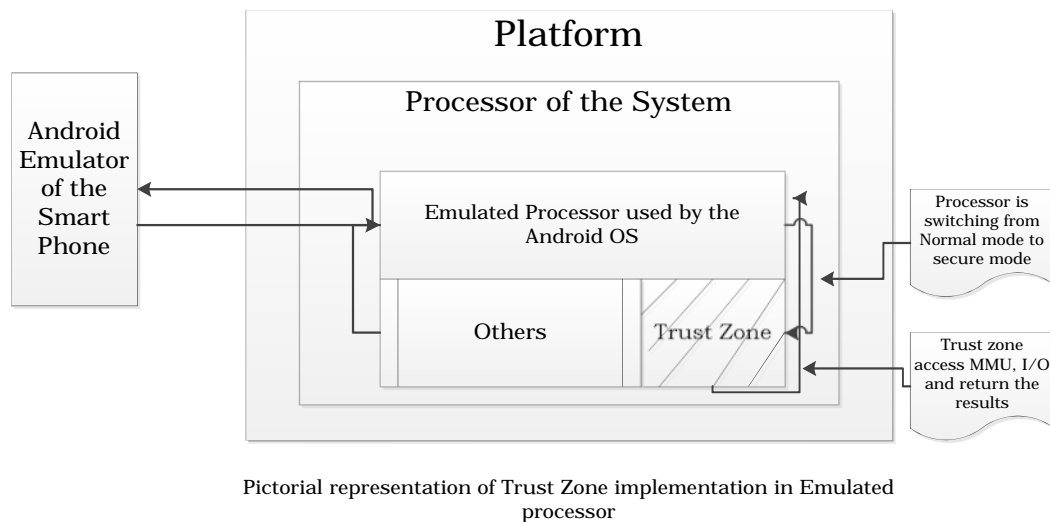 Platform
Processor of the System
Android
Emulator
of the
Smart
Phone
Emulated Processor used by the
Android OS
Others
Trust Zone
Processor is
switching from
Normal mode to
secure mode
Trust zone
access MMU, I/O
and return the
results
Pictorial representation of Trust Zone implementation in Emulated
processor